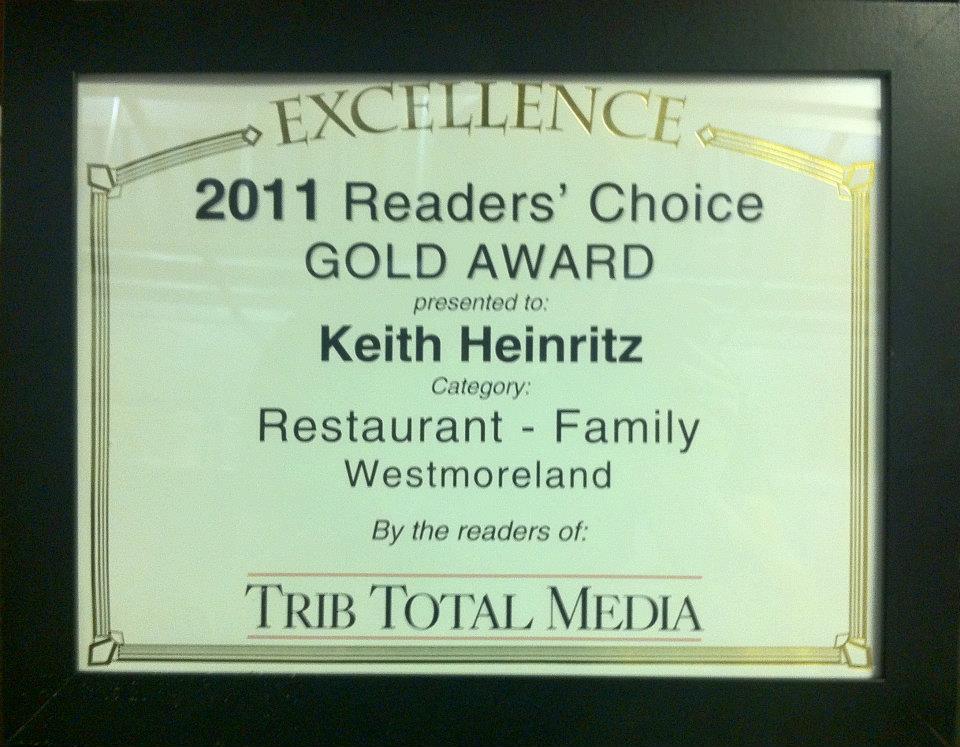 EXCELLENCE
2011 Readers’ Choice
GOLD AWARD
presented to:
Keith Heinritz
Category:
Restaurant - Family
Westmoreland
By the readers of:
TRIB TOTAL MEDIA